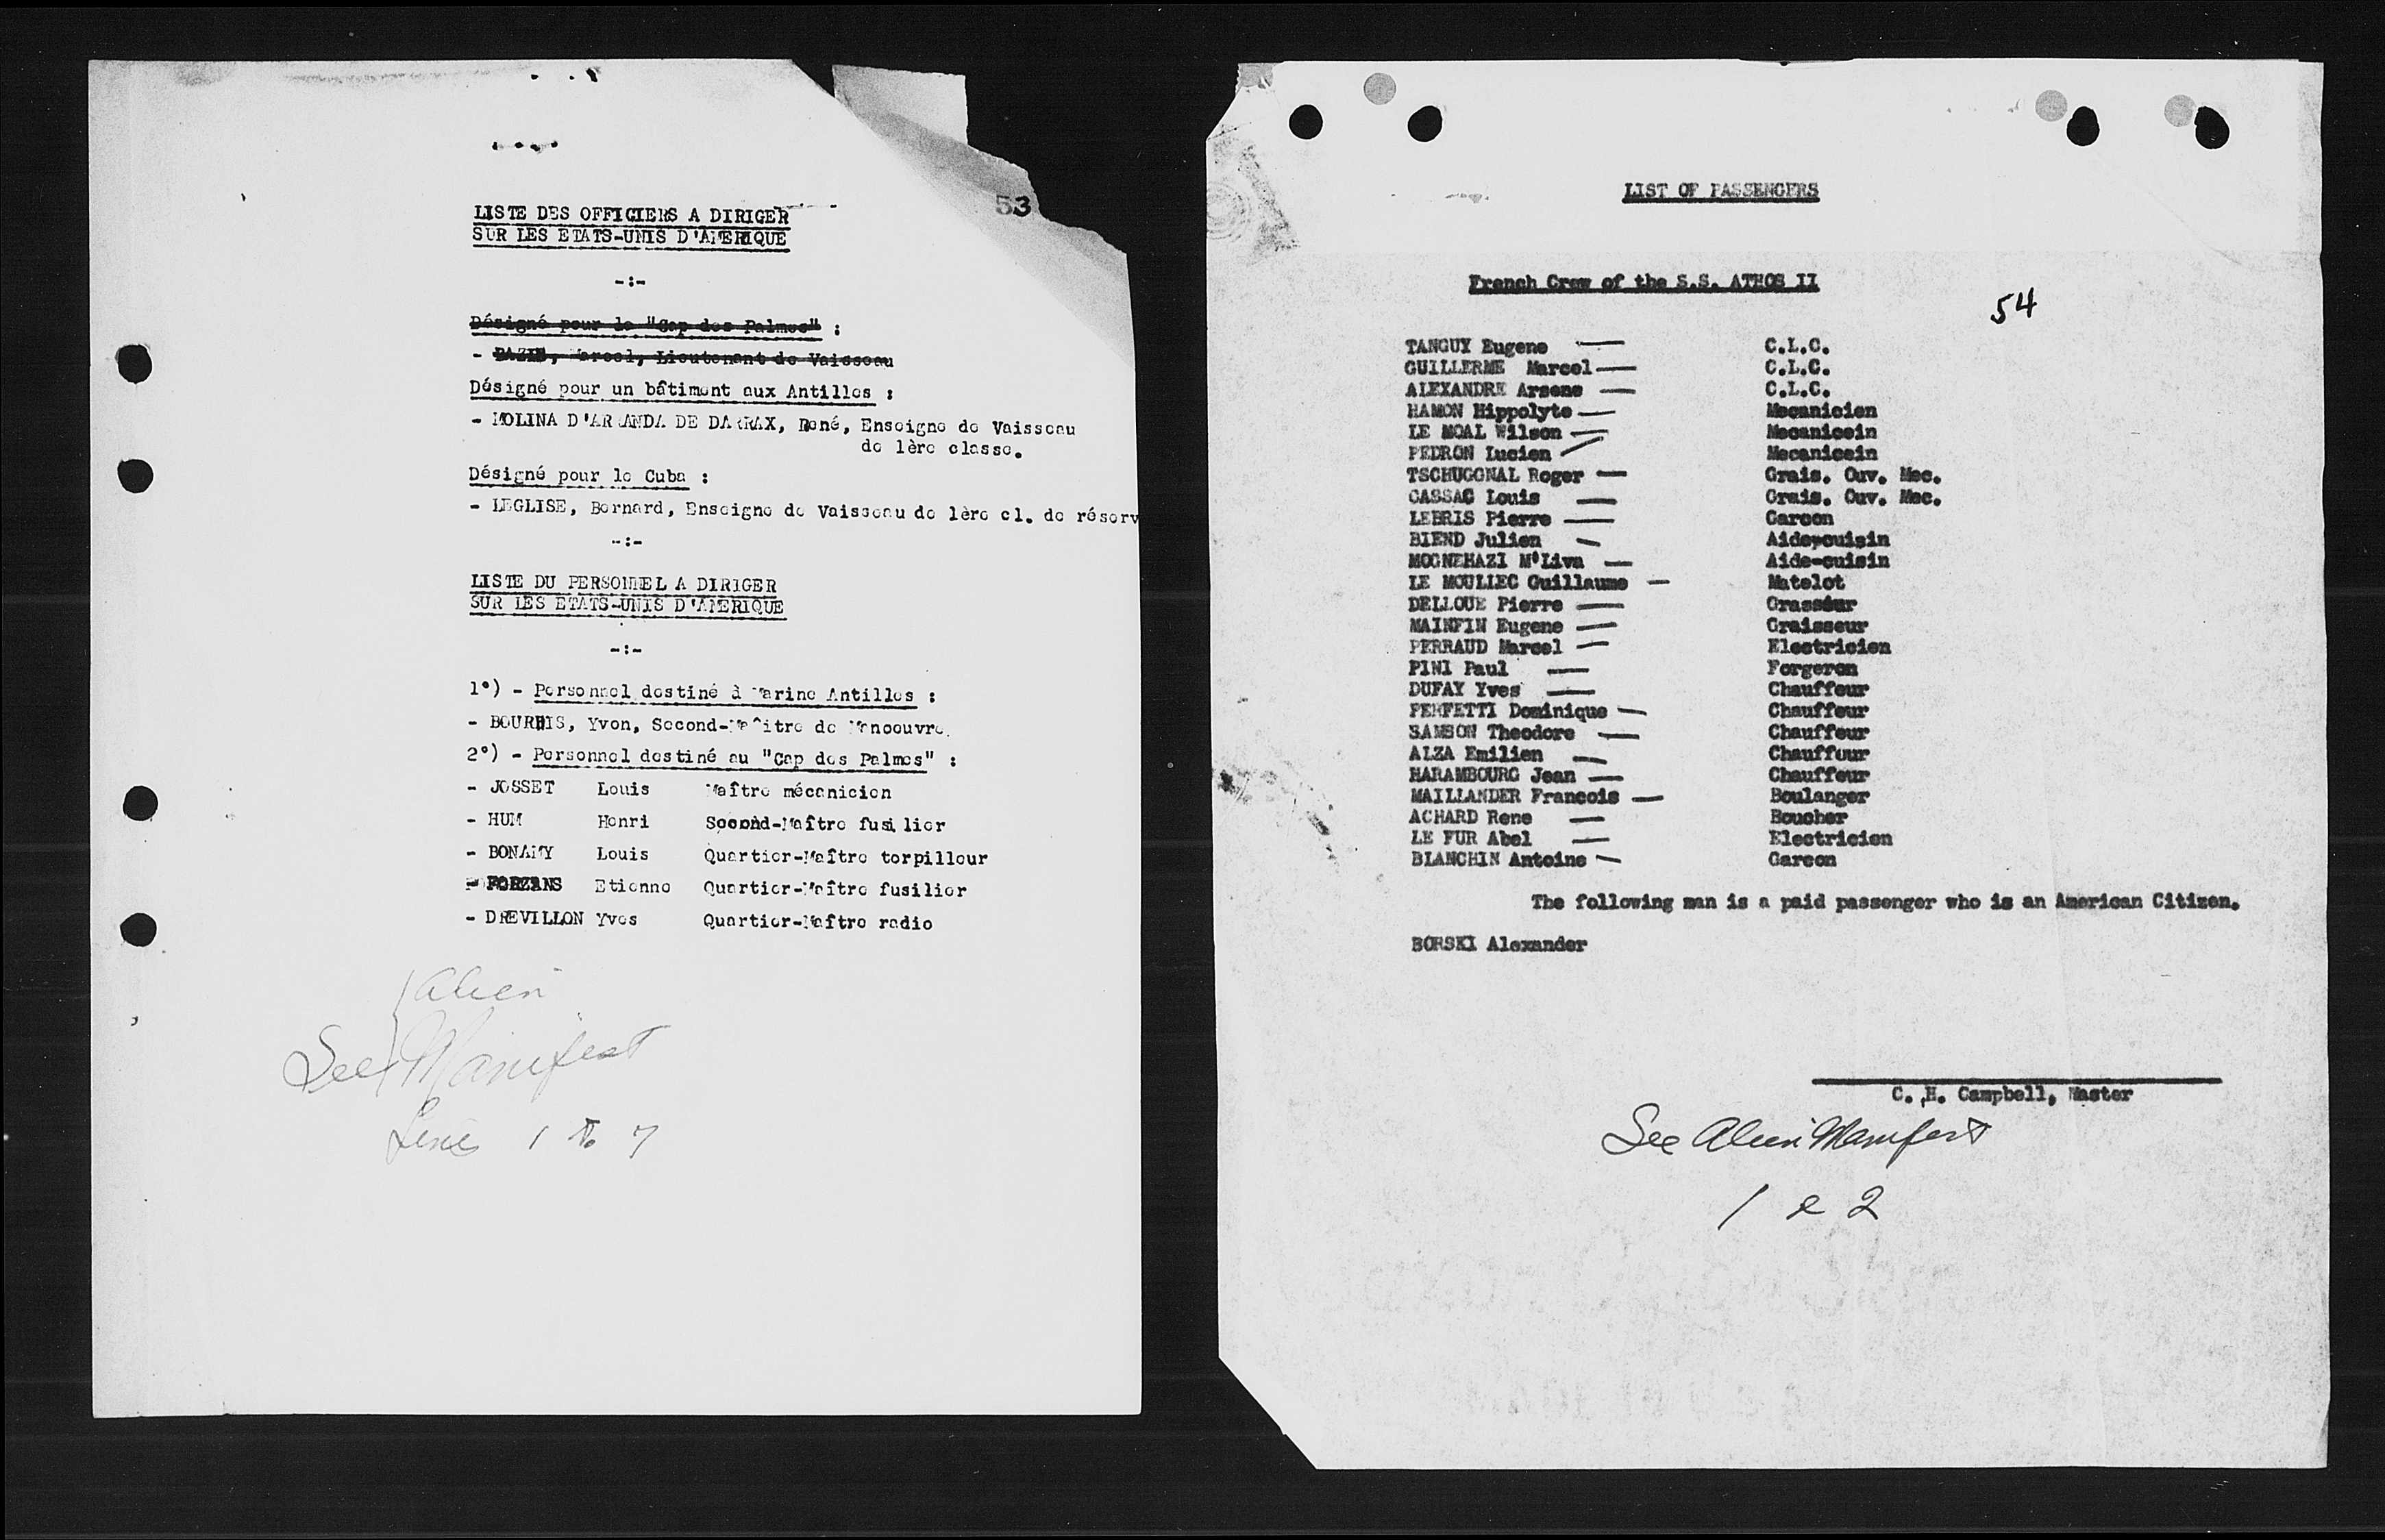 53
LISTE DES OFFICIERS A DIRIGER
SUR LES ETATS-UNIS D'AMERIQUE
-:-
Désigné pour le "Cap des Palmes" :
- BAZIN, Marcel, Lieutenant de Vaisseau
Désigné pour un bâtiment aux Antilles :
- MOLINA D'ARANDA DE DARRAX, René, Enseigne de Vaisseau
de 1ère classe.
Désigné pour le Cuba :
- LEGLISE, Bernard, Enseigne de Vaisseau de 1ère cl. de réserv
-:-
LISTE DU PERSONNEL A DIRIGER
SUR LES ETATS-UNIS D'AMERIQUE
-:-
1°) - Personnel destiné à Marine Antilles :
- BOURHIS, Yvon, Second-Maître de Manoouvre.
2°) - Personnel destiné au "Cap des Palmes" :
- JOSSET Louis Maître mécanicien
- HUM Henri Second-Maître fusilier
- BONAMY Louis Quartier-Maître torpilleur
- FORZANS Etienne Quartier-Maître fusilier
- DREVILLON Yves Quartier-Maître radio
Alien
See Manifest
Lines 1 to 7
LIST OF PASSENGERS
French Crew of the S.S. ATHOS II
54
TANGUY Eugene C.L.C.
GUILLERME Marcel C.L.C.
ALEXANDRE Arsene C.L.C.
HAMON Hippolyte Mecanicien
LE MOAL Wilson Mecanicein
PEDRON Lucien Mecanicein
TSCHUGGNAL Roger Grais. Ouv. Mec.
CASSAG Louis Grais. Ouv. Mec.
LEBRIS Pierre Garcon
BIEND Julien Aide-cuisin
MOGNEHAZI M'Liva Aide-cuisin
LE MOULLEC Guillaume Matelot
DELLOUE Pierre Grasséur
MAINFIN Eugene Graisseur
PERRAUD Marcel Electricien
PINI Paul Forgeron
DUFAY Yves Chauffeur
PERFETTI Dominique Chauffeur
SAMSON Theodore Chauffeur
ALZA Emilien Chauffuur
HARAMBOURG Jean Chauffeur
MAILLANDER Francois Boulanger
ACHARD Rene Boucher
LE FUR Abel Electricien
BLANCHIN Antoine Garcon
The following man is a paid passenger who is an American Citizen.
BORSKI Alexander
C. H. Campbell, Master
See Alien Manifest
1 & 2